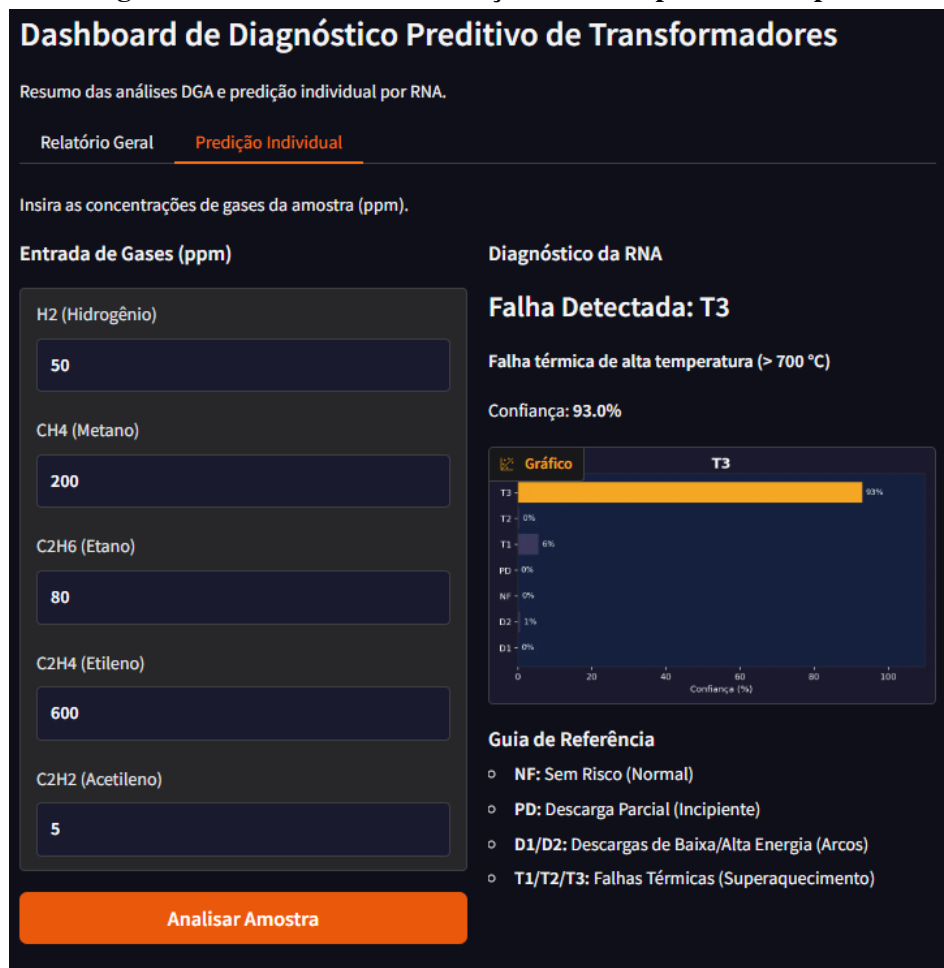 Dashboard de Diagnóstico Preditivo de Transformadores
Resumo das análises DGA e predição individual por RNA.
Relatório Geral
Predição Individual
Insira as concentrações de gases da amostra (ppm).
Entrada de Gases (ppm)
H2 (Hidrogênio)
50
CH4 (Metano)
200
C2H6 (Etano)
80
C2H4 (Etileno)
600
C2H2 (Acetileno)
5
Analisar Amostra
Diagnóstico da RNA
Falha Detectada: T3
Falha térmica de alta temperatura (> 700 °C)
Confiança: 93.0%
Gráfico
T3
T3 93%
T2 0%
T1 6%
PD 0%
NF 0%
D2 1%
D1 0%
0 20 40 60 80 100
Confiança (%)
Guia de Referência
NF: Sem Risco (Normal)
PD: Descarga Parcial (Incipiente)
D1/D2: Descargas de Baixa/Alta Energia (Arcos)
T1/T2/T3: Falhas Térmicas (Superaquecimento)